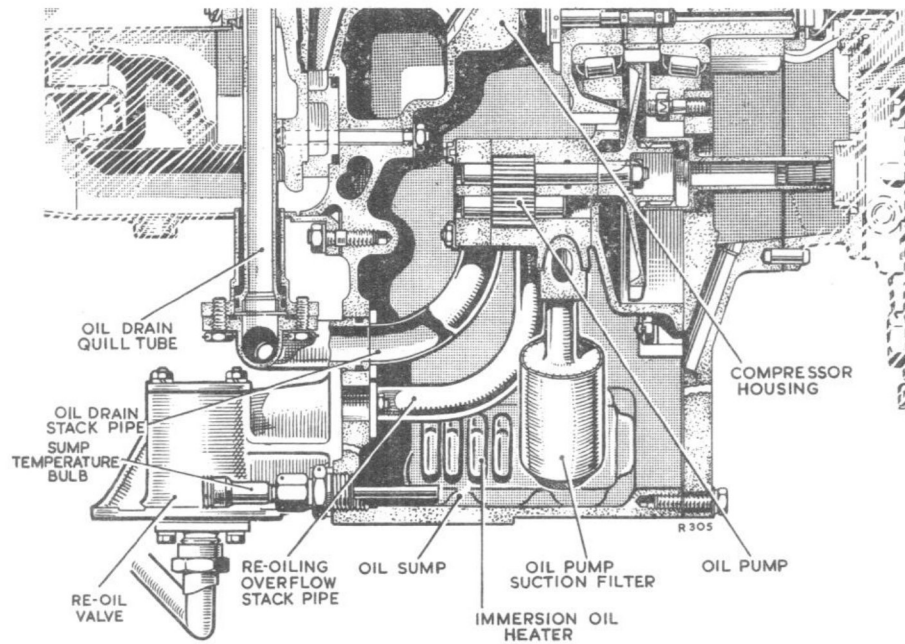 OIL DRAIN
QUILL TUBE
COMPRESSOR
HOUSING
OIL DRAIN
STACK PIPE
SUMP
TEMPERATURE
BULB
R 305
RE-OILING
OVERFLOW
STACK PIPE
OIL SUMP
OIL PUMP
SUCTION FILTER
OIL PUMP
RE-OIL
VALVE
IMMERSION OIL
HEATER